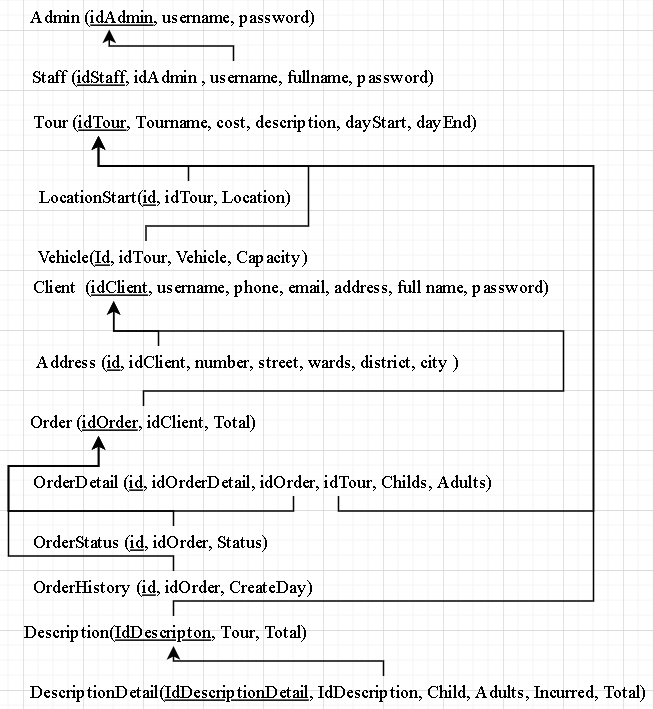 Admin (idAdmin, username, password)
Staff (idStaff, idAdmin , username, fullname, password)
Tour (idTour, Tourname, cost, description, dayStart, dayEnd)
LocationStart(id, idTour, Location)
Vehicle(Id, idTour, Vehicle, Capacity)
Client (idClient, username, phone, email, address, full name, password)
Address (id, idClient, number, street, wards, district, city )
Order (idOrder, idClient, Total)
OrderDetail (id, idOrderDetail, idOrder, idTour, Childs, Adults)
OrderStatus (id, idOrder, Status)
OrderHistory (id, idOrder, CreateDay)
Description(IdDescripton, Tour, Total)
DescriptionDetail(IdDescriptionDetail, IdDescription, Child, Adults, Incurred, Total)